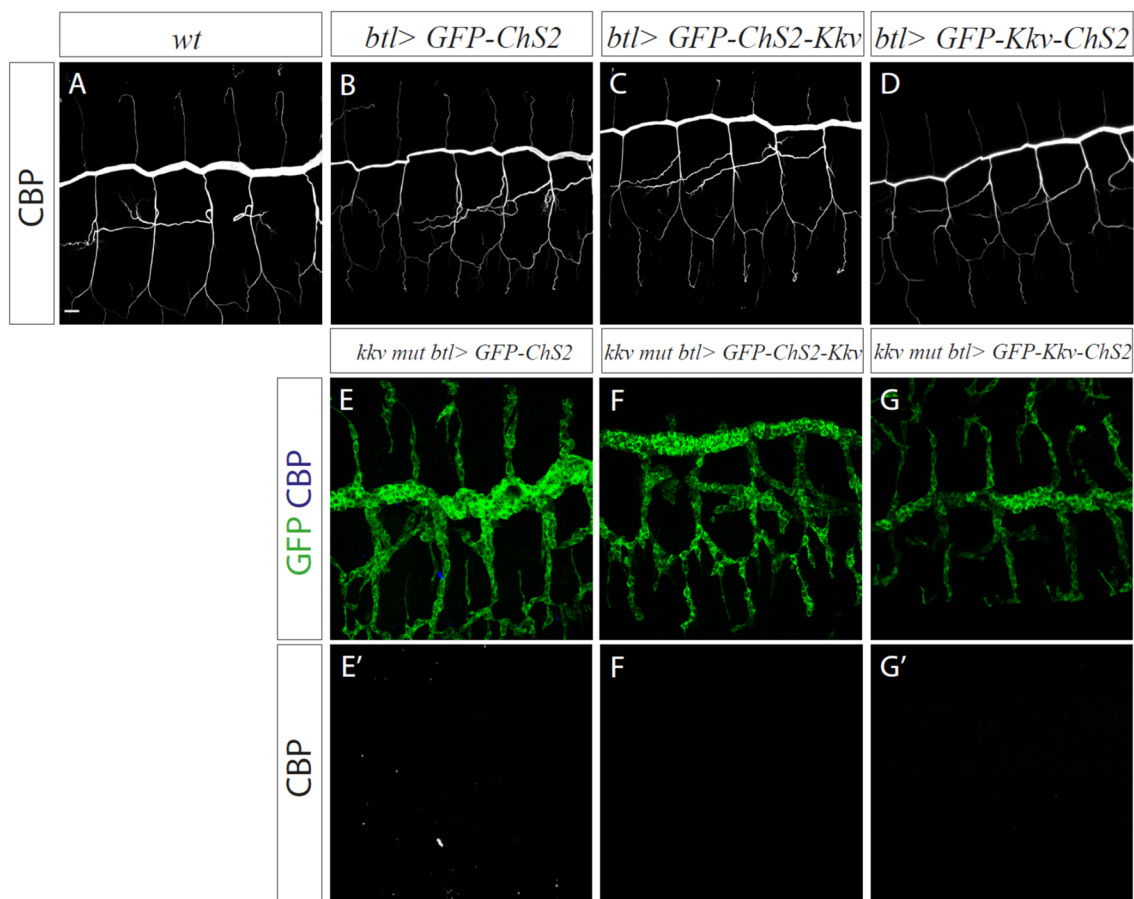 wt
btl> GFP-ChS2
btl> GFP-ChS2-Kkv
btl> GFP-Kkv-ChS2
CBP
A
B
C
D
kkv mut btl> GFP-ChS2
kkv mut btl> GFP-ChS2-Kkv
kkv mut btl> GFP-Kkv-ChS2
GFP CBP
E
F
G
CBP
E'
F
G'